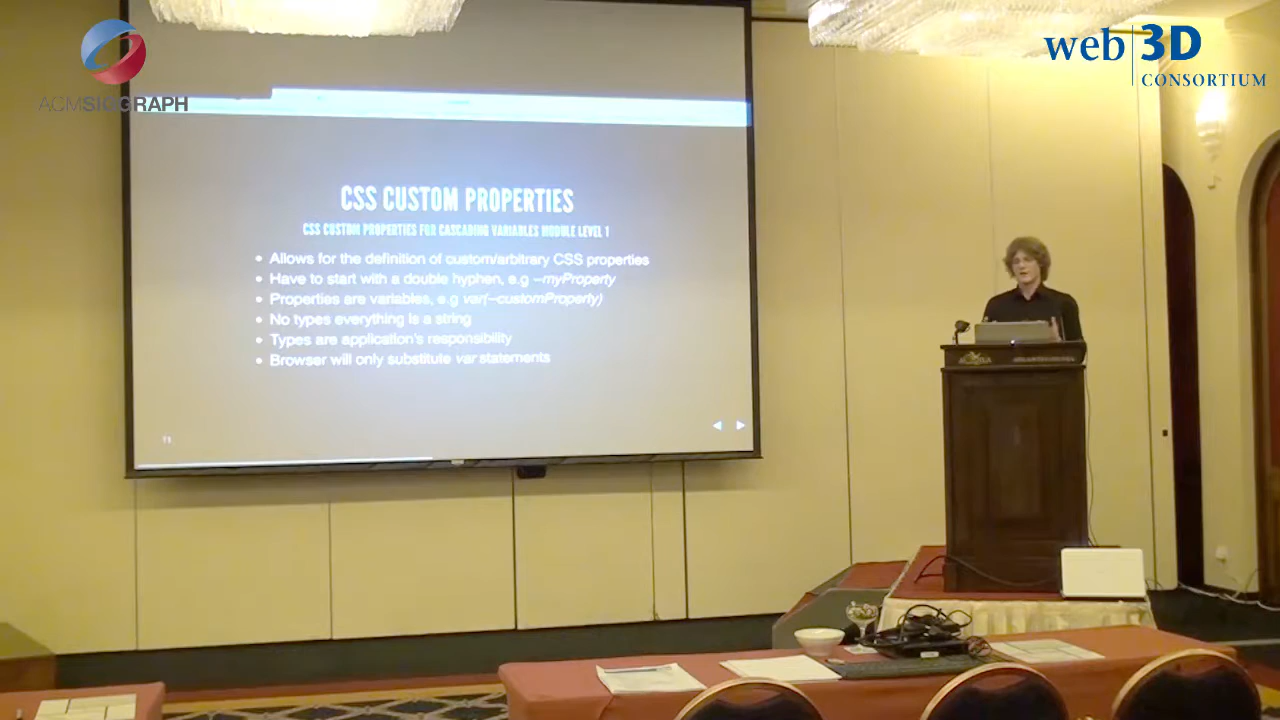 ACMSIGGRAPH
web 3D
CONSORTIUM
CSS CUSTOM PROPERTIES
CSS CUSTOM PROPERTIES FOR CASCADING VARIABLES MODULE LEVEL 1
• Allows for the definition of custom/arbitrary CSS properties
• Have to start with a double hyphen, e.g --myProperty
• Properties are variables, e.g var(--customProperty)
• No types everything is a string
• Types are application's responsibility
• Browser will only substitute var statements